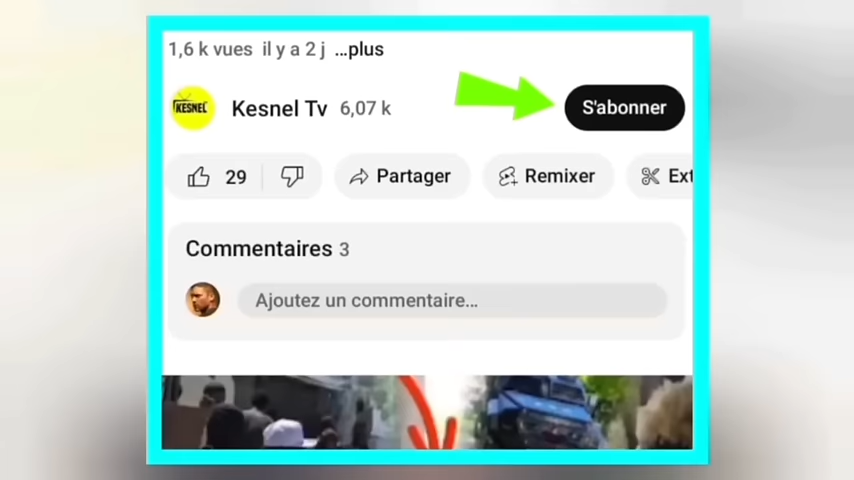 1,6 k vues il y a 2 j ...plus
KESNEL
Kesnel Tv 6,07 k
S'abonner
29
Partager
Remixer
Ext
Commentaires 3
Ajoutez un commentaire...